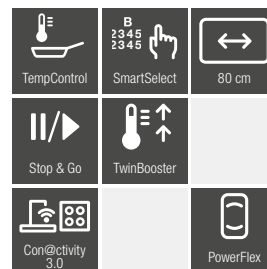 B
2345
2345
TempControl
SmartSelect
80 cm
Stop & Go
TwinBooster
Con@ctivity
3.0
PowerFlex